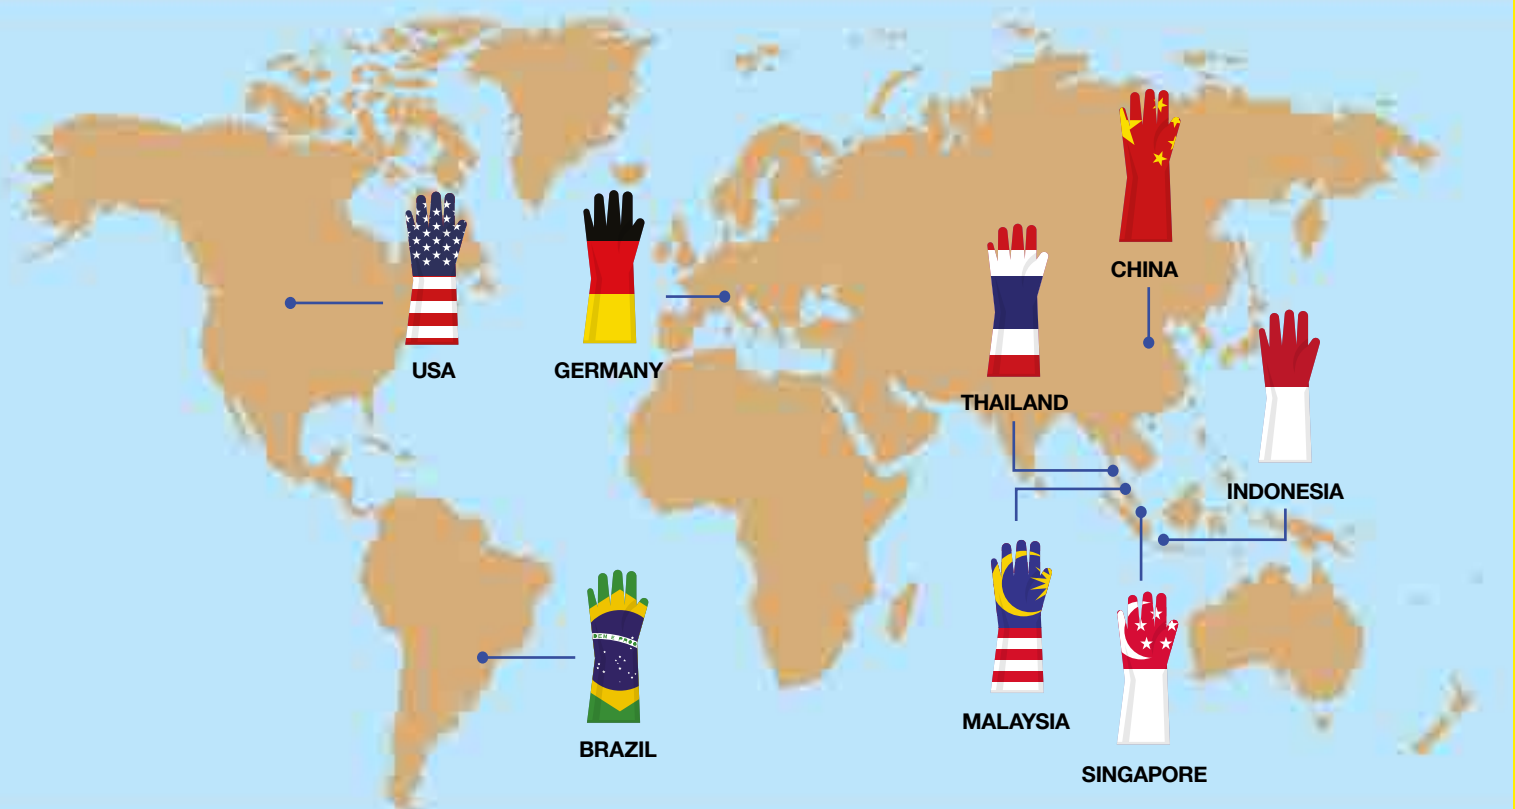 CHINA
USA
GERMANY
THAILAND
INDONESIA
MALAYSIA
BRAZIL
SINGAPORE